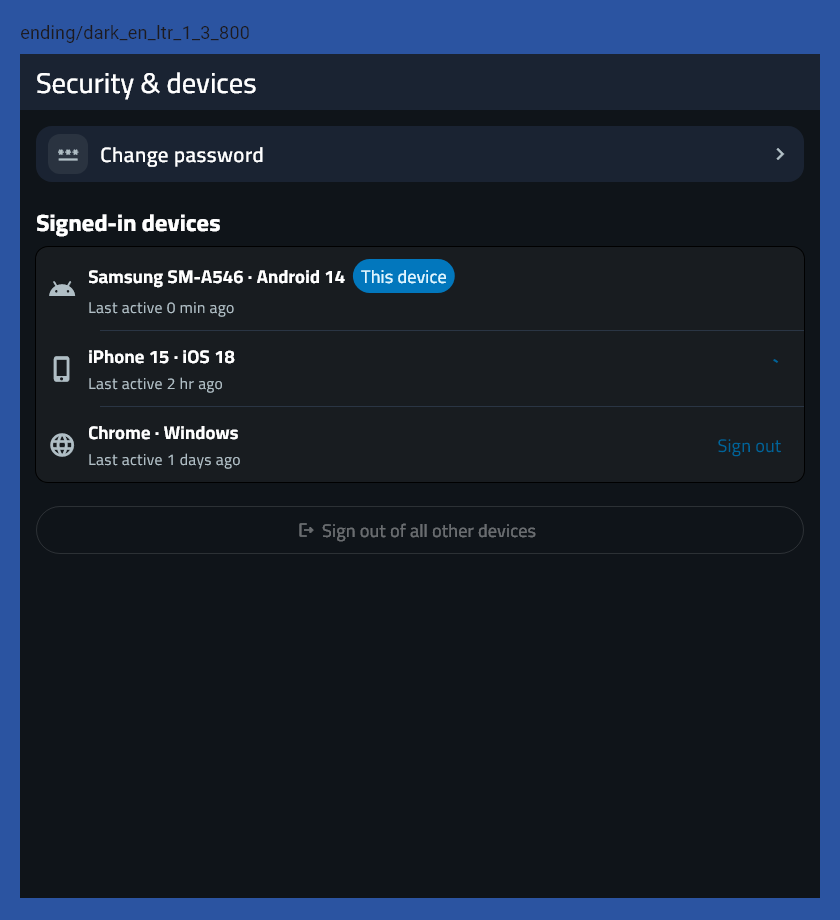 ending/dark_en_ltr_1_3_800
Security & devices
Change password
Signed-in devices
Samsung SM-A546 · Android 14 This device
Last active 0 min ago
iPhone 15 · iOS 18
Last active 2 hr ago
Chrome · Windows
Last active 1 days ago
Sign out
Sign out of all other devices